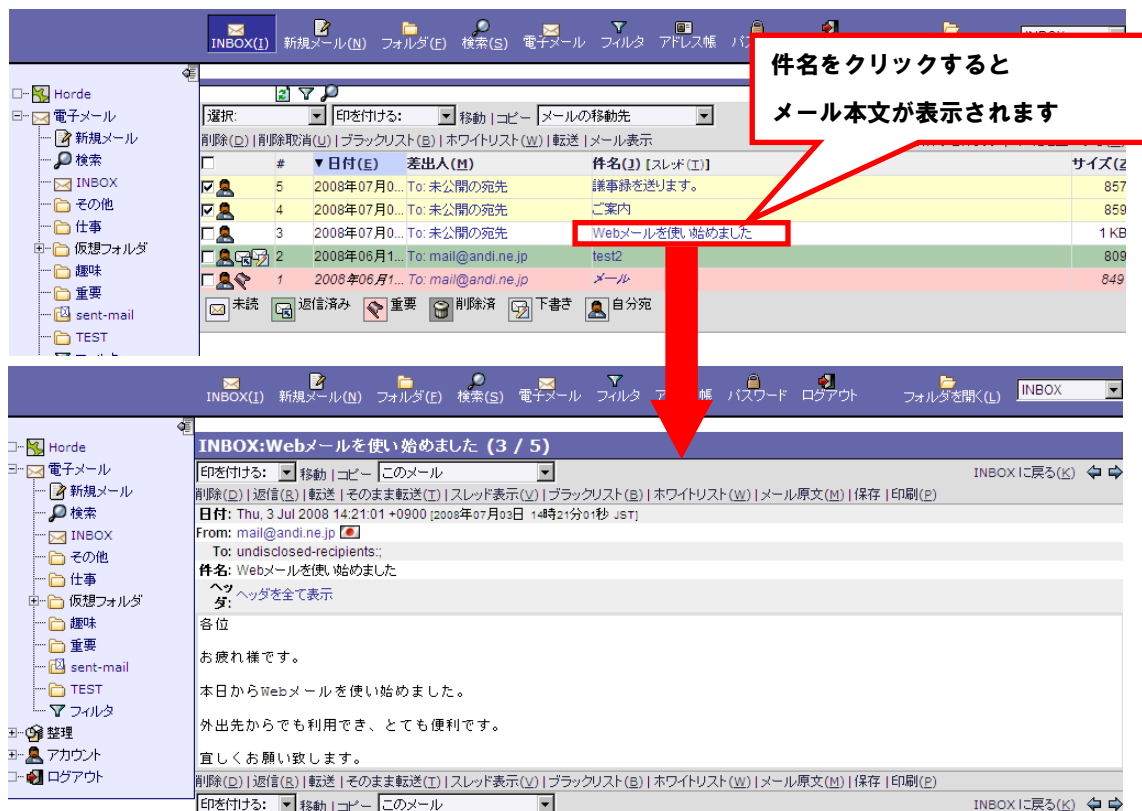 INBOX(I) 新規メール(N) フォルダ(F) 検索(S) 電子メール フィルタ アドレス帳
件名をクリックすると
メール本文が表示されます
Horde
電子メール
新規メール
検索
INBOX
その他
仕事
仮想フォルダ
趣味
重要
sent-mail
TEST
選択: 印を付ける: 移動 | コピー メールの移動先
削除(D) | 削除取消(U) | ブラックリスト(B) | ホワイトリスト(W) | 転送 | メール表示
# ▼日付(E) 差出人(M) 件名(J) [スレッド(T)] サイズ(Z
5 2008年07月0... To: 未公開の宛先 議事録を送ります。 857
4 2008年07月0... To: 未公開の宛先 ご案内 859
3 2008年07月0... To: 未公開の宛先 Webメールを使い始めました 1 KB
2 2008年06月1... To: mail@andi.ne.jp test2 809
1 2008年06月1... To: mail@andi.ne.jp メール 849
未読 返信済み 重要 削除済 下書き 自分宛
INBOX(I) 新規メール(N) フォルダ(F) 検索(S) 電子メール フィルタ ア 帳 パスワード ログアウト フォルダを開く(L) INBOX
Horde
電子メール
新規メール
検索
INBOX
その他
仕事
仮想フォルダ
趣味
重要
sent-mail
TEST
フィルタ
整理
アカウント
ログアウト
INBOX:Webメールを使い始めました (3 / 5)
印を付ける: 移動 | コピー このメール INBOXに戻る(K)
削除(D) | 返信(R) | 転送 | そのまま転送(T) | スレッド表示(V) | ブラックリスト(B) | ホワイトリスト(W) | メール原文(M) | 保存 | 印刷(P)
日付: Thu, 3 Jul 2008 14:21:01 +0900 [2008年07月03日 14時21分01秒 JST]
From: mail@andi.ne.jp
To: undisclosed-recipients:;
件名: Webメールを使い始めました
ヘッダ: ヘッダを全て表示
各位
お疲れ様です。
本日からWebメールを使い始めました。
外出先からでも利用でき、とても便利です。
宜しくお願い致します。
削除(D) | 返信(R) | 転送 | そのまま転送(T) | スレッド表示(V) | ブラックリスト(B) | ホワイトリスト(W) | メール原文(M) | 保存 | 印刷(P)
印を付ける: 移動 | コピー このメール INBOXに戻る(K)